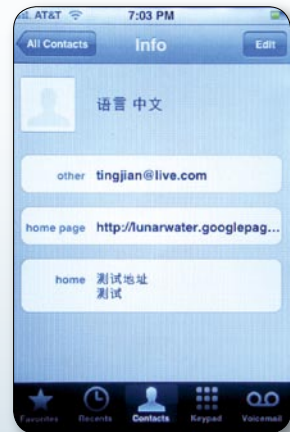 AT&T 7:03 PM
All Contacts Info Edit
语言 中文
other tingjian@live.com
home page http://lunarwater.googlepag...
home 测试地址
测试
Favorites Recents Contacts Keypad Voicemail